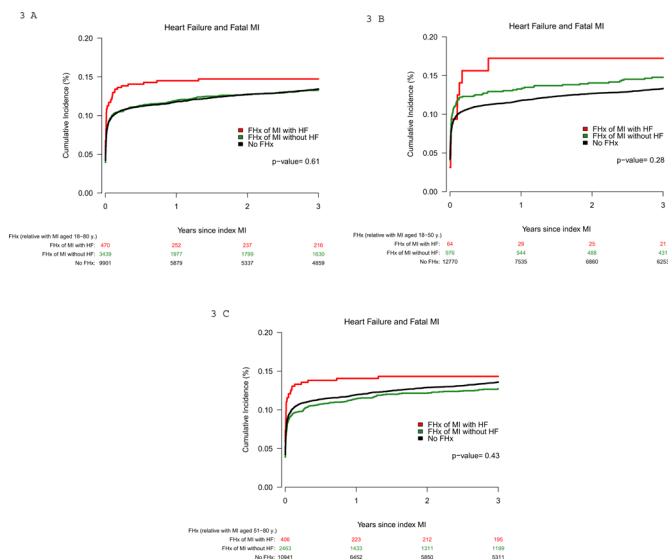 3 A
Heart Failure and Fatal MI
0.20
0.15
0.10
0.05
0.00
Cumulative Incidence (%)
FHx of MI with HF
FHx of MI without HF
No FHx
p-value= 0.61
0 1 2 3
Years since index MI
FHx (relative with MI aged 18-80 y.)
FHx of MI with HF: 470 252 237 216
FHx of MI without HF: 3439 1977 1799 1630
No FHx: 9901 5879 5337 4859
3 B
Heart Failure and Fatal MI
0.20
0.15
0.10
0.05
0.00
Cumulative Incidence (%)
FHx of MI with HF
FHx of MI without HF
No FHx
p-value= 0.28
0 1 2 3
Years since index MI
FHx (relative with MI aged 18-50 y.)
FHx of MI with HF: 64 29 25 21
FHx of MI without HF: 976 544 488 431
No FHx: 12770 7535 6860 6253
3 C
Heart Failure and Fatal MI
0.20
0.15
0.10
0.05
0.00
Cumulative Incidence (%)
FHx of MI with HF
FHx of MI without HF
No FHx
p-value= 0.43
0 1 2 3
Years since index MI
FHx (relative with MI aged 51-80 y.)
FHx of MI with HF: 406 223 212 195
FHx of MI without HF: 2463 1433 1311 1199
No FHx: 10941 6452 5850 5311